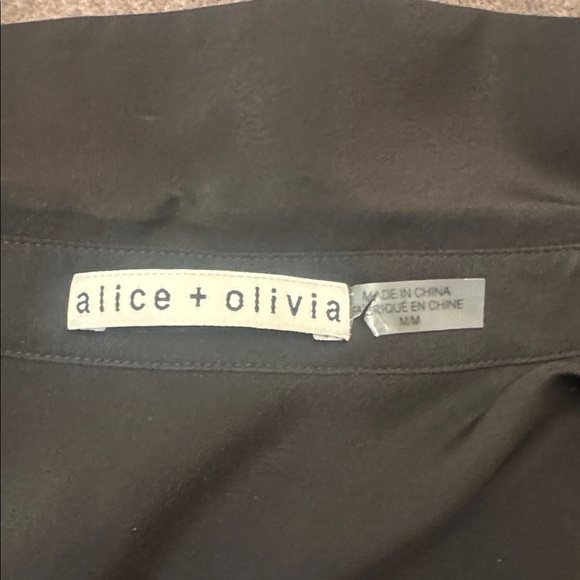 alice + olivia
MADE IN CHINA
FABRIQUÉ EN CHINE
M/M